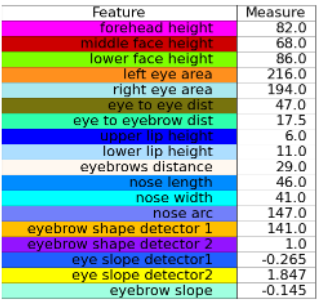 Feature Measure
forehead height 82.0
middle face height 68.0
lower face height 86.0
left eye area 216.0
right eye area 194.0
eye to eye dist 47.0
eye to eyebrow dist 17.5
upper lip height 6.0
lower lip height 11.0
eyebrows distance 29.0
nose length 46.0
nose width 41.0
nose arc 147.0
eyebrow shape detector 1 141.0
eyebrow shape detector 2 1.0
eye slope detector1 -0.265
eye slope detector2 1.847
eyebrow slope -0.145